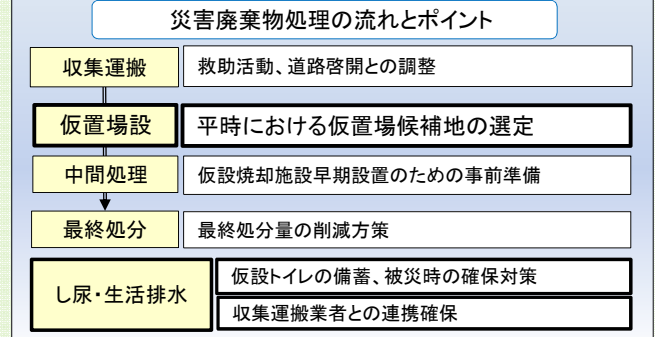 災害廃棄物処理の流れとポイント
収集運搬
救助活動、道路啓開との調整
仮置場設
平時における仮置場候補地の選定
中間処理
仮設焼却施設早期設置のための事前準備
最終処分
最終処分量の削減方策
し尿・生活排水
仮設トイレの備蓄、被災時の確保対策
収集運搬業者との連携確保